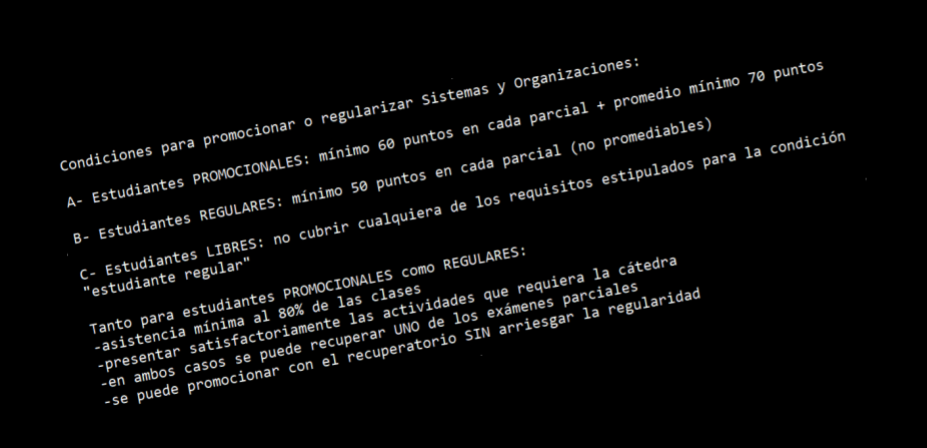 Condiciones para promocionar o regularizar Sistemas y Organizaciones:
A- Estudiantes PROMOCIONALES: mínimo 60 puntos en cada parcial + promedio mínimo 70 puntos
B- Estudiantes REGULARES: mínimo 50 puntos en cada parcial (no promediables)
C- Estudiantes LIBRES: no cubrir cualquiera de los requisitos estipulados para la condición
"estudiante regular"
Tanto para estudiantes PROMOCIONALES como REGULARES:
-asistencia mínima al 80% de las clases
-presentar satisfactoriamente las actividades que requiera la cátedra
-en ambos casos se puede recuperar UNO de los exámenes parciales
-se puede promocionar con el recuperatorio SIN arriesgar la regularidad